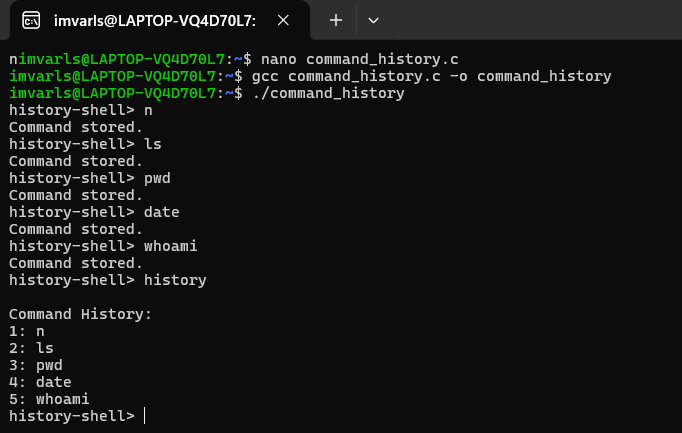 imvarls@LAPTOP-VQ4D70L7:
nimvarls@LAPTOP-VQ4D70L7:~$ nano command_history.c
imvarls@LAPTOP-VQ4D70L7:~$ gcc command_history.c -o command_history
imvarls@LAPTOP-VQ4D70L7:~$ ./command_history
history-shell> n
Command stored.
history-shell> ls
Command stored.
history-shell> pwd
Command stored.
history-shell> date
Command stored.
history-shell> whoami
Command stored.
history-shell> history
Command History:
1: n
2: ls
3: pwd
4: date
5: whoami
history-shell>